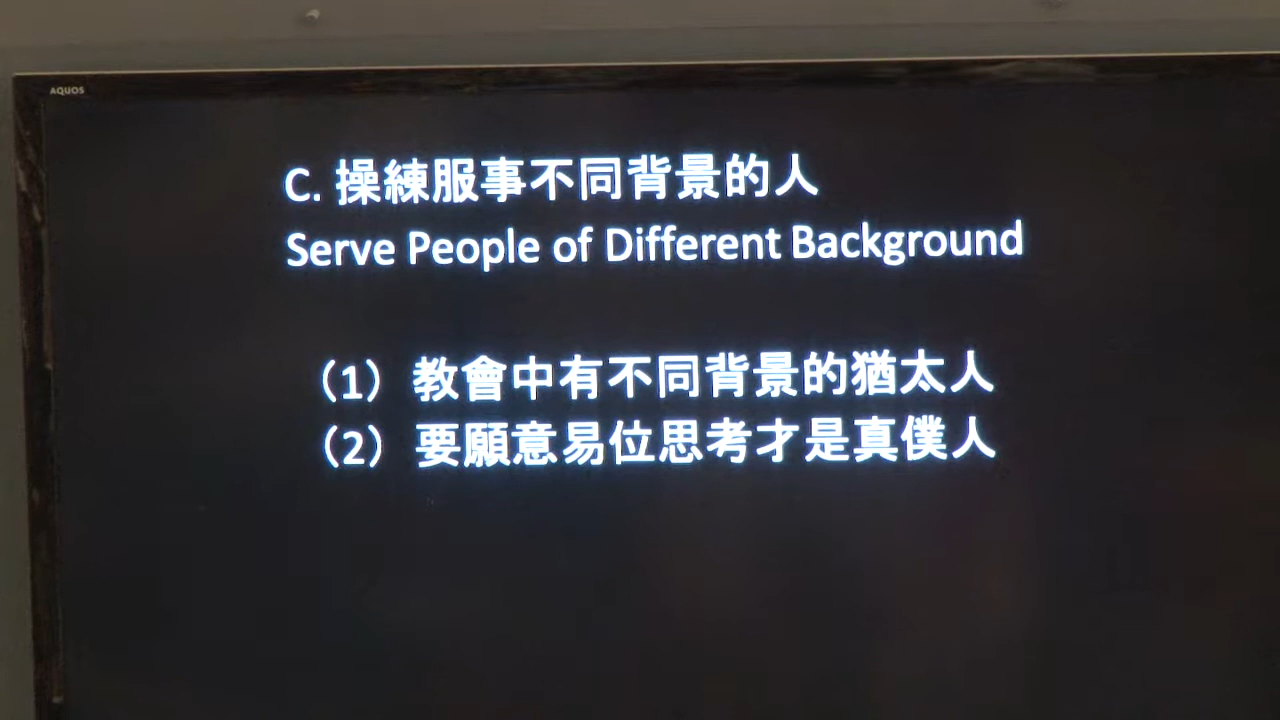 AQUOS
C. 操練服事不同背景的人
Serve People of Different Background
（1） 教會中有不同背景的猶太人
（2） 要願意易位思考才是真僕人